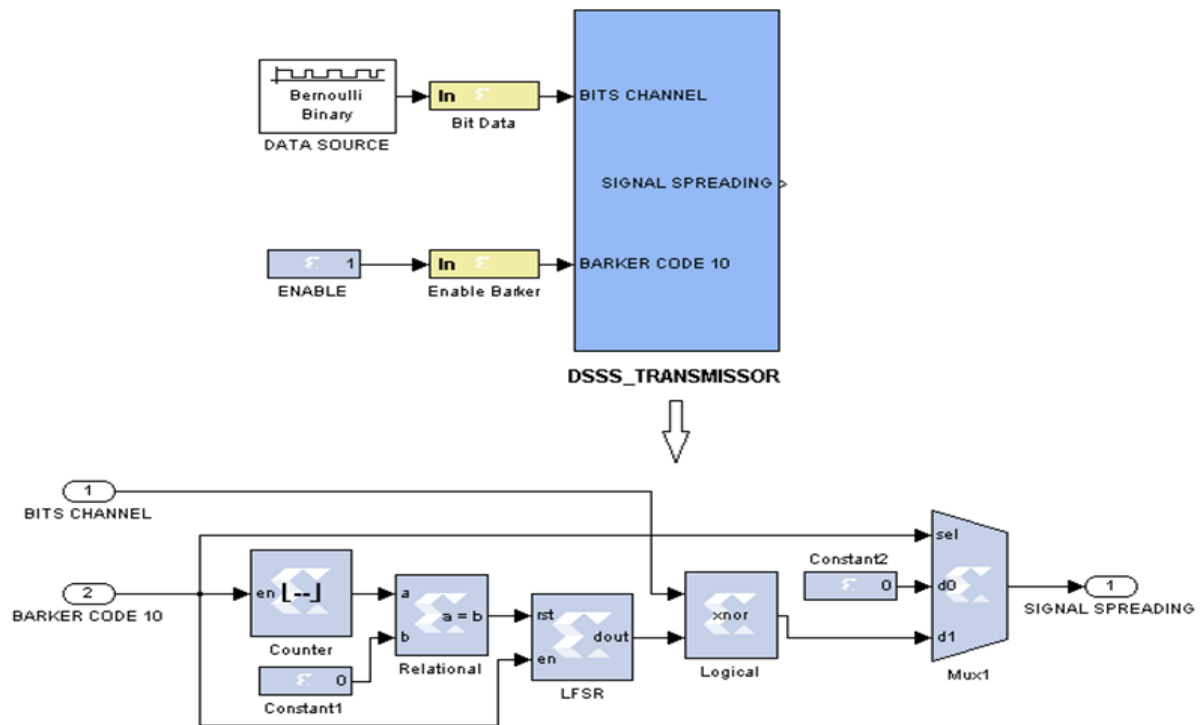 Bernoulli
Binary
DATA SOURCE
In
Bit Data
BITS CHANNEL
SIGNAL SPREADING
1
ENABLE
In
Enable Barker
BARKER CODE 10
DSSS_TRANSMISSOR
1
BITS CHANNEL
2
BARKER CODE 10
en
Counter
0
Constant1
a
b
a = b
Relational
rst
en
dout
LFSR
xnor
Logical
Constant2
0
sel
d0
d1
Mux1
1
SIGNAL SPREADING